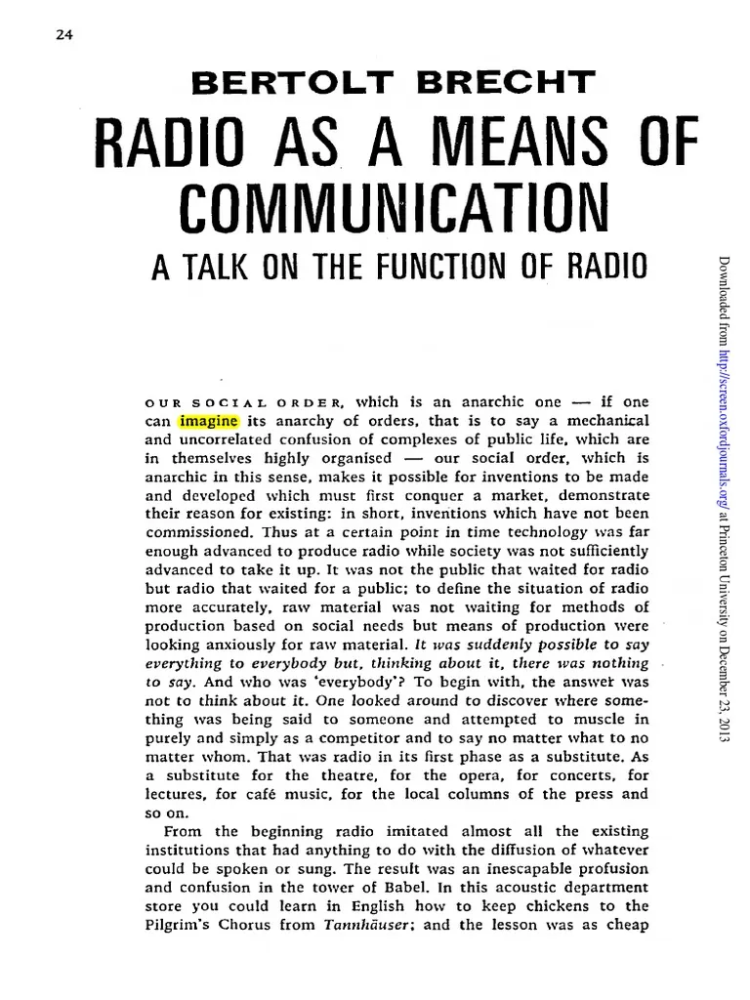 24
BERTOLT BRECHT
RADIO AS A MEANS OF
COMMUNICATION
A TALK ON THE FUNCTION OF RADIO
OUR SOCIAL ORDER, which is an anarchic one — if one
can imagine its anarchy of orders, that is to say a mechanical
and uncorrelated confusion of complexes of public life, which are
in themselves highly organised — our social order, which is
anarchic in this sense, makes it possible for inventions to be made
and developed which must first conquer a market, demonstrate
their reason for existing: in short, inventions which have not been
commissioned. Thus at a certain point in time technology was far
enough advanced to produce radio while society was not sufficiently
advanced to take it up. It was not the public that waited for radio
but radio that waited for a public; to define the situation of radio
more accurately, raw material was not waiting for methods of
production based on social needs but means of production were
looking anxiously for raw material. It was suddenly possible to say
everything to everybody but, thinking about it, there was nothing
to say. And who was 'everybody'? To begin with, the answer was
not to think about it. One looked around to discover where some-
thing was being said to someone and attempted to muscle in
purely and simply as a competitor and to say no matter what to no
matter whom. That was radio in its first phase as a substitute. As
a substitute for the theatre, for the opera, for concerts, for
lectures, for café music, for the local columns of the press and
so on.
From the beginning radio imitated almost all the existing
institutions that had anything to do with the diffusion of whatever
could be spoken or sung. The result was an inescapable profusion
and confusion in the tower of Babel. In this acoustic department
store you could learn in English how to keep chickens to the
Pilgrim's Chorus from Tannhäuser; and the lesson was as cheap
Downloaded from http://screen.oxfordjournals.org/ at Princeton University on December 23, 2013